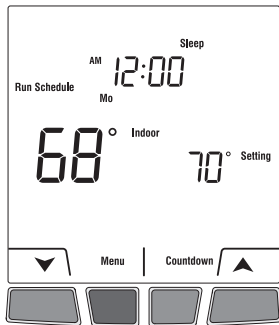 Sleep
AM 12:00
Run Schedule
Mo
68° Indoor
70° Setting
Menu Countdown